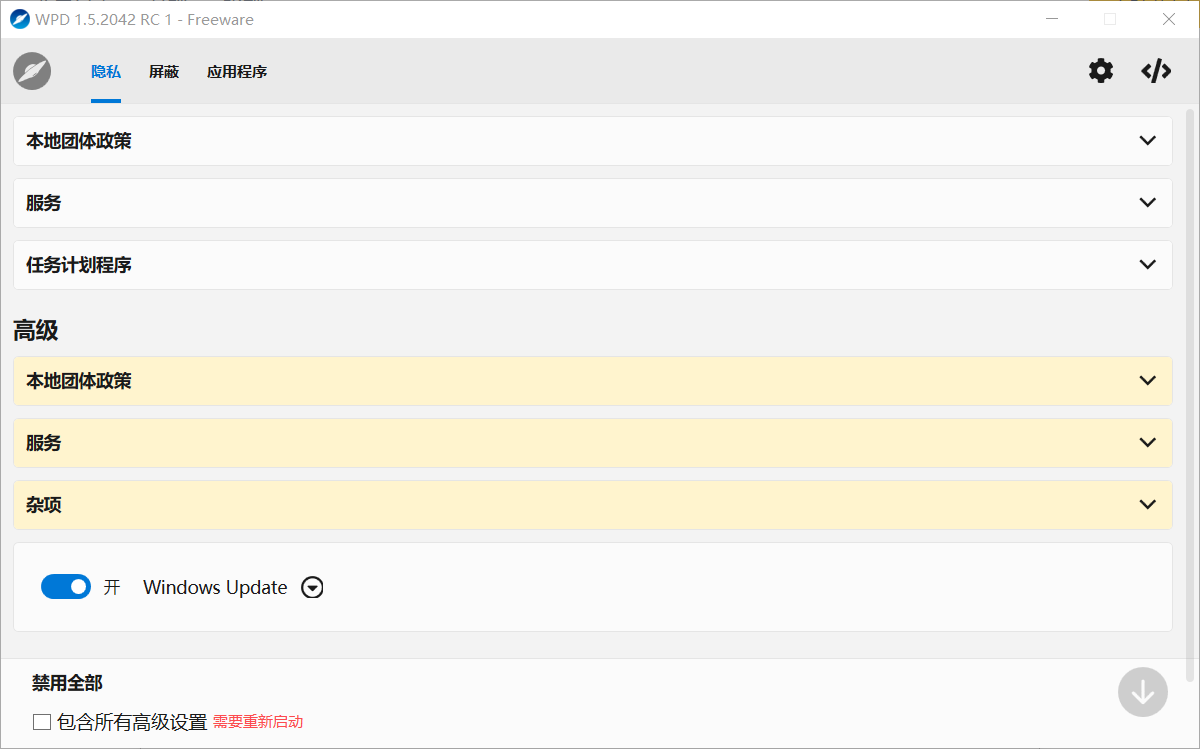 WPD 1.5.2042 RC 1 - Freeware
隐私 屏蔽 应用程序
本地团体政策
服务
任务计划程序
高级
本地团体政策
服务
杂项
开 Windows Update
禁用全部
包含所有高级设置 需要重新启动